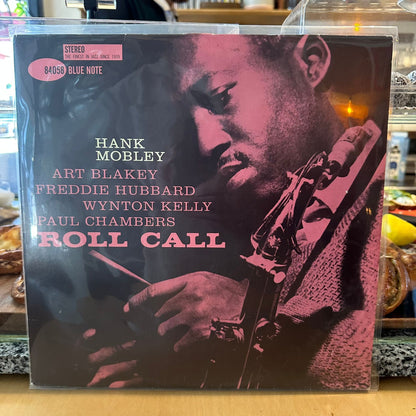 STEREO
THE FINEST IN JAZZ SINCE 1939
84058 BLUE NOTE
HANK
MOBLEY
ART BLAKEY
FREDDIE HUBBARD
WYNTON KELLY
PAUL CHAMBERS
ROLL CALL